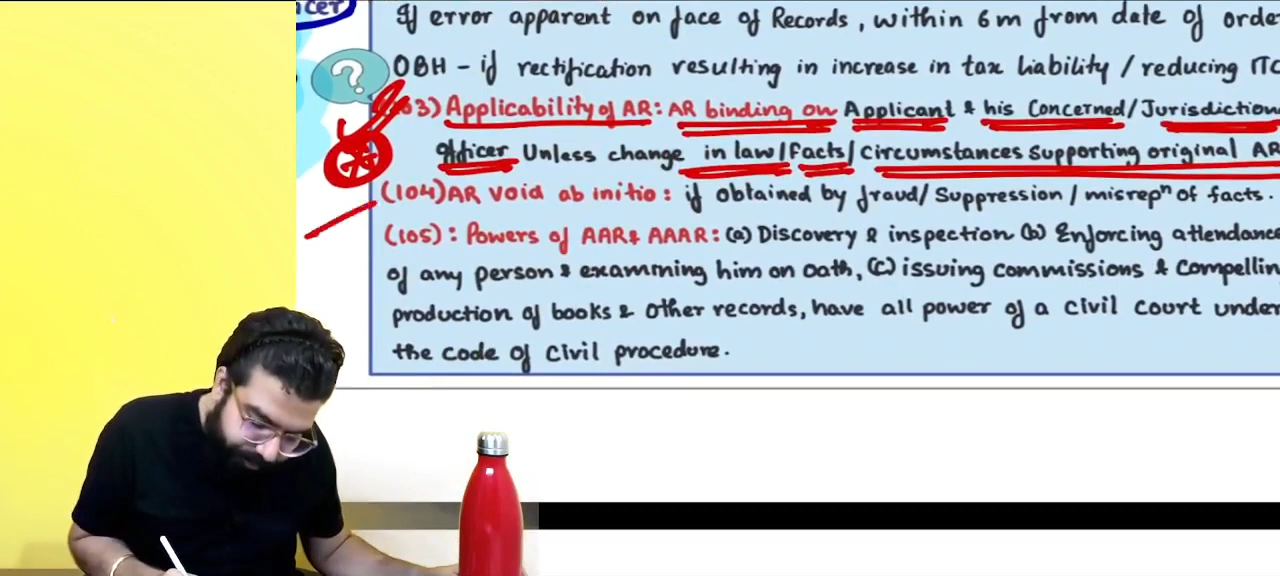 cer
If error apparent on face of Records, within 6 m from date of orde
?
OBH - if rectification resulting in increase in tax liability / reducing ITC
03) Applicability of AR: AR binding on Applicant & his Concerned/Jurisdiction
officer Unless change in law/Facts/Circumstances supporting original AR
(104) AR void ab initio: if obtained by fraud/Suppression/misrepⁿ of facts.
(105): Powers of AAR & AAAR: (a) Discovery & inspection (b) Enforcing attendance
of any person & examining him on oath, (C) issuing commissions & Compellin
production of books & other records, have all power of a civil court under
the code of civil procedure.